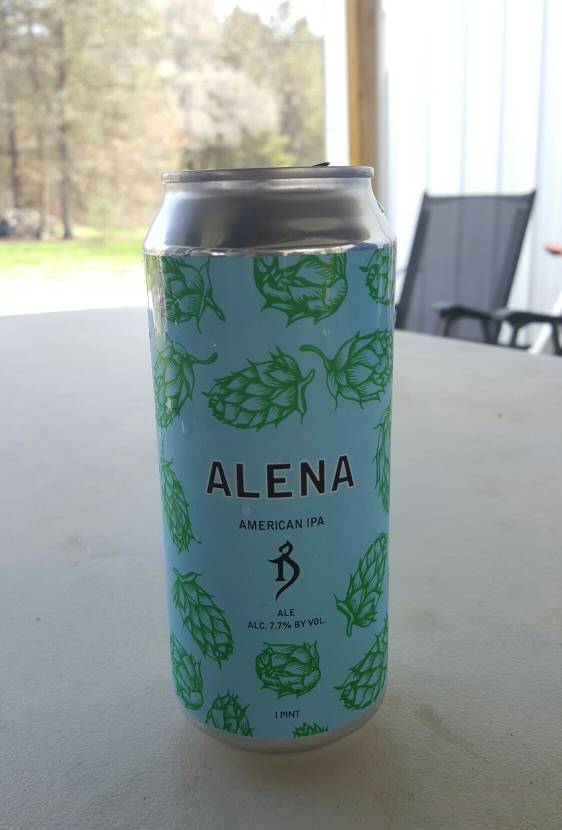 ALENA
AMERICAN IPA
ALE
ALC. 7.7% BY VOL.
1 PINT